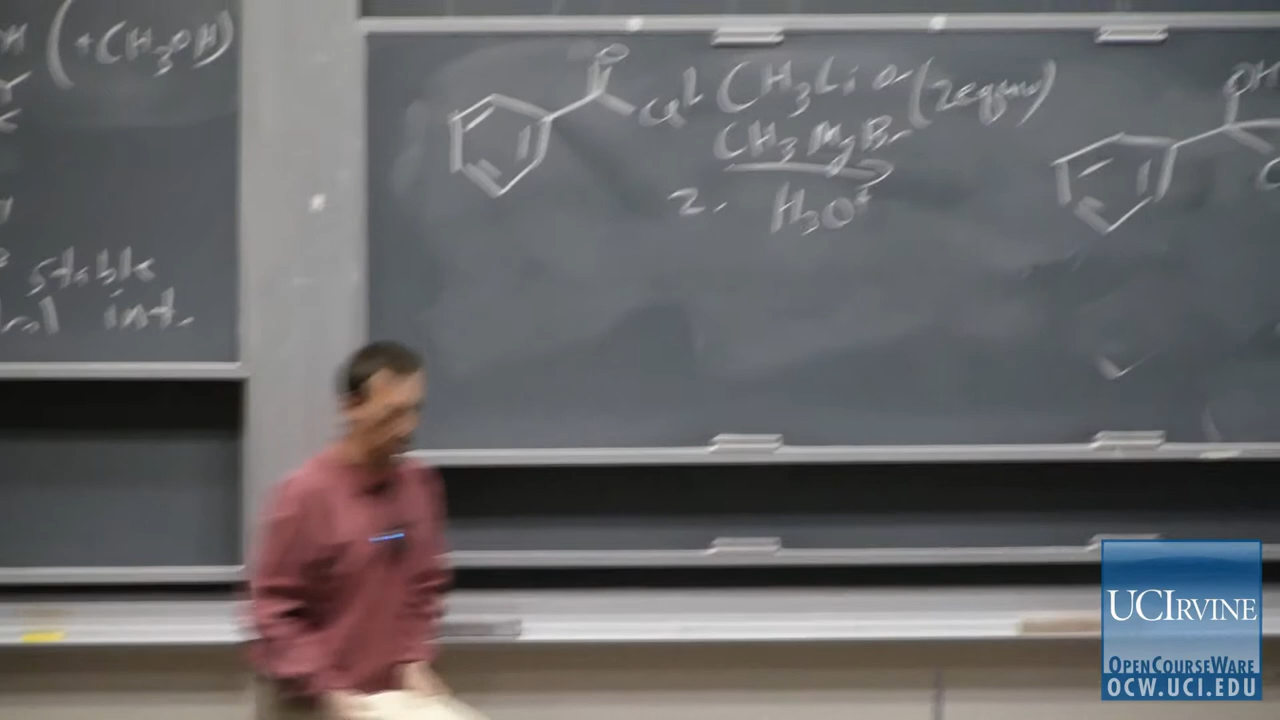 (+CH3OH)
stable
int.
O
Cl 1. CH3Li or (2 equiv)
CH3MgBr
2. H3O+
OH
C
UCIRVINE
OPENCOURSEWARE
OCW.UCI.EDU